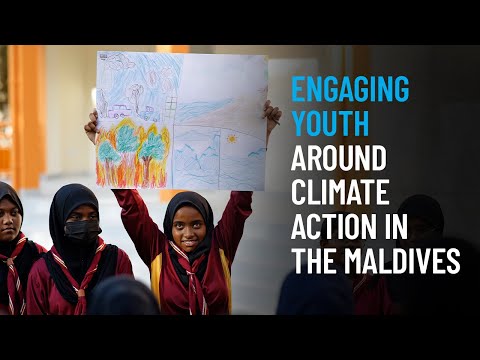 ENGAGING
YOUTH
AROUND
CLIMATE
ACTION IN
THE MALDIVES